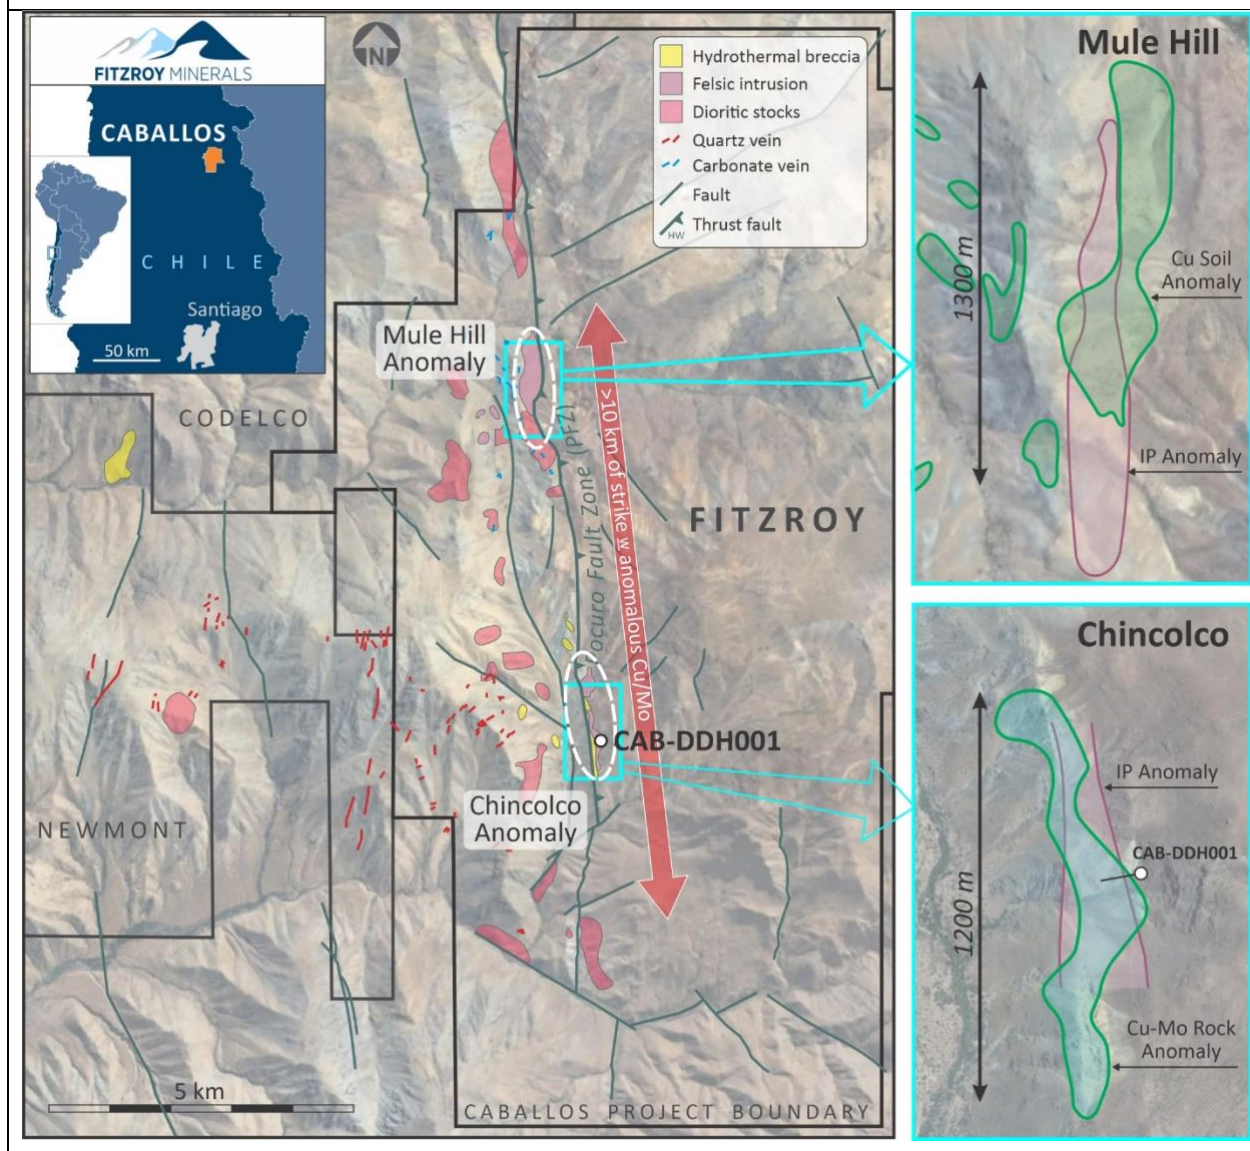 FITZROY MINERALS
CABALLOS
CHILE
Santiago
50 km
N
Hydrothermal breccia
Felsic intrusion
Dioritic stocks
Quartz vein
Carbonate vein
Fault
HW
Thrust fault
Mule Hill
Anomaly
CODELCO
FITZROY
ocuro Fault Zone (PFZ)
>10 km of strike w anomalous Cu/Mo
CAB-DDH001
Chincolco
Anomaly
NEWMONT
5 km
CABALLOS PROJECT BOUNDARY
Mule Hill
1300 m
Cu Soil
Anomaly
IP Anomaly
Chincolco
1200 m
IP Anomaly
CAB-DDH001
Cu-Mo Rock
Anomaly